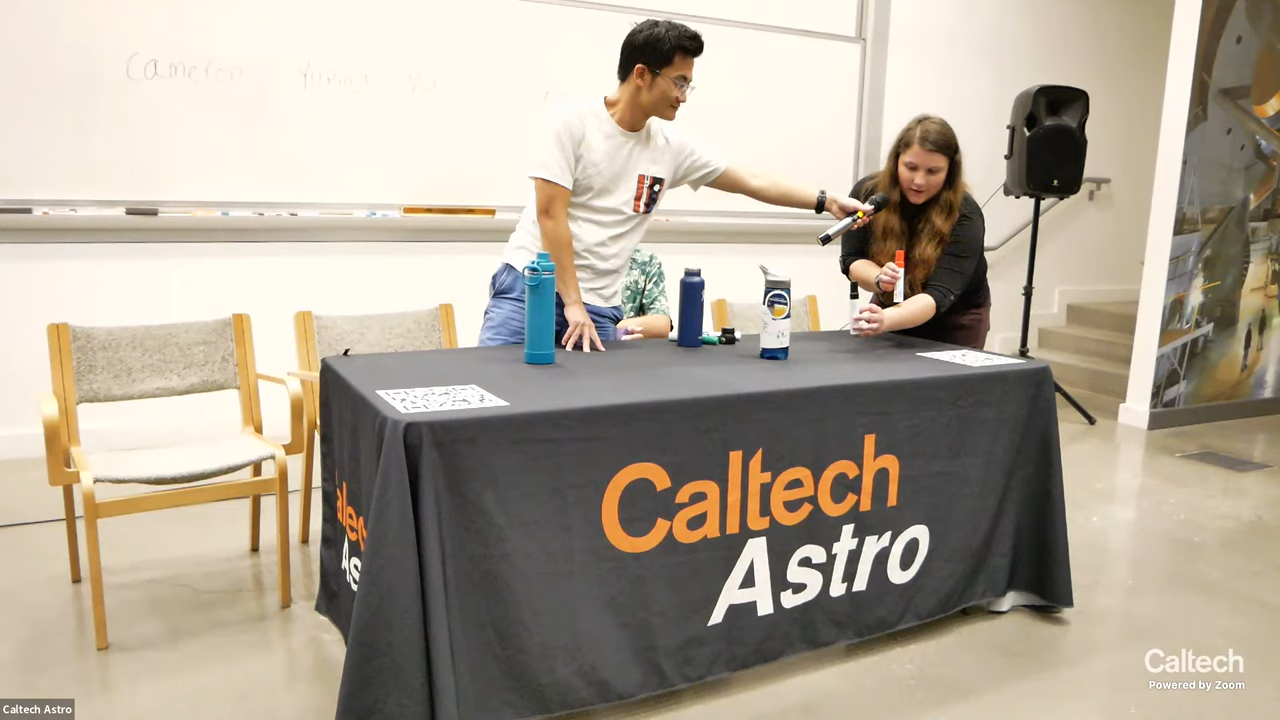 Cameron
Caltech
Astro
Caltech
Powered by Zoom
Caltech Astro